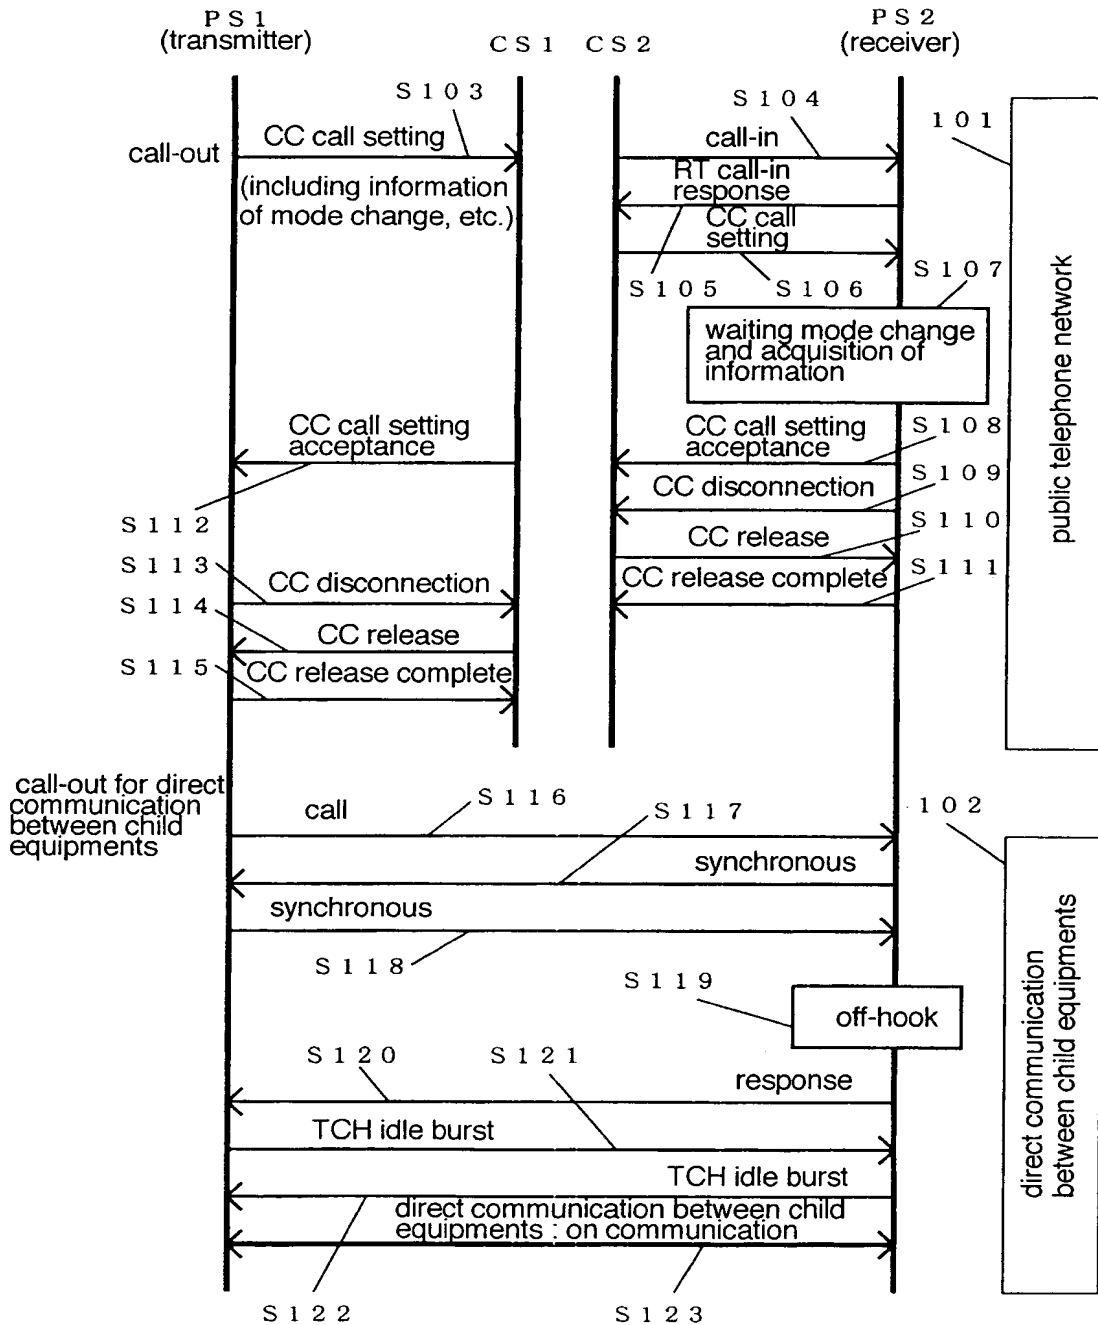 PS1
(transmitter)
CS1
CS2
PS2
(receiver)
S103
S104
101
call-out
CC call setting
call-in
(including information
of mode change, etc.)
RT call-in
response
CC call
setting
S105
S106
S107
waiting mode change
and acquisition of
information
public telephone network
CC call setting
acceptance
CC call setting
acceptance
S108
CC disconnection
S109
S112
CC release
S110
S113
CC disconnection
CC release complete
S111
S114
CC release
S115
CC release complete
call-out for direct
communication
between child
equipments
call
S116
S117
102
synchronous
synchronous
S118
S119
off-hook
direct communication
between child equipments
S120
S121
response
TCH idle burst
TCH idle burst
direct communication between child
equipments : on communication
S122
S123